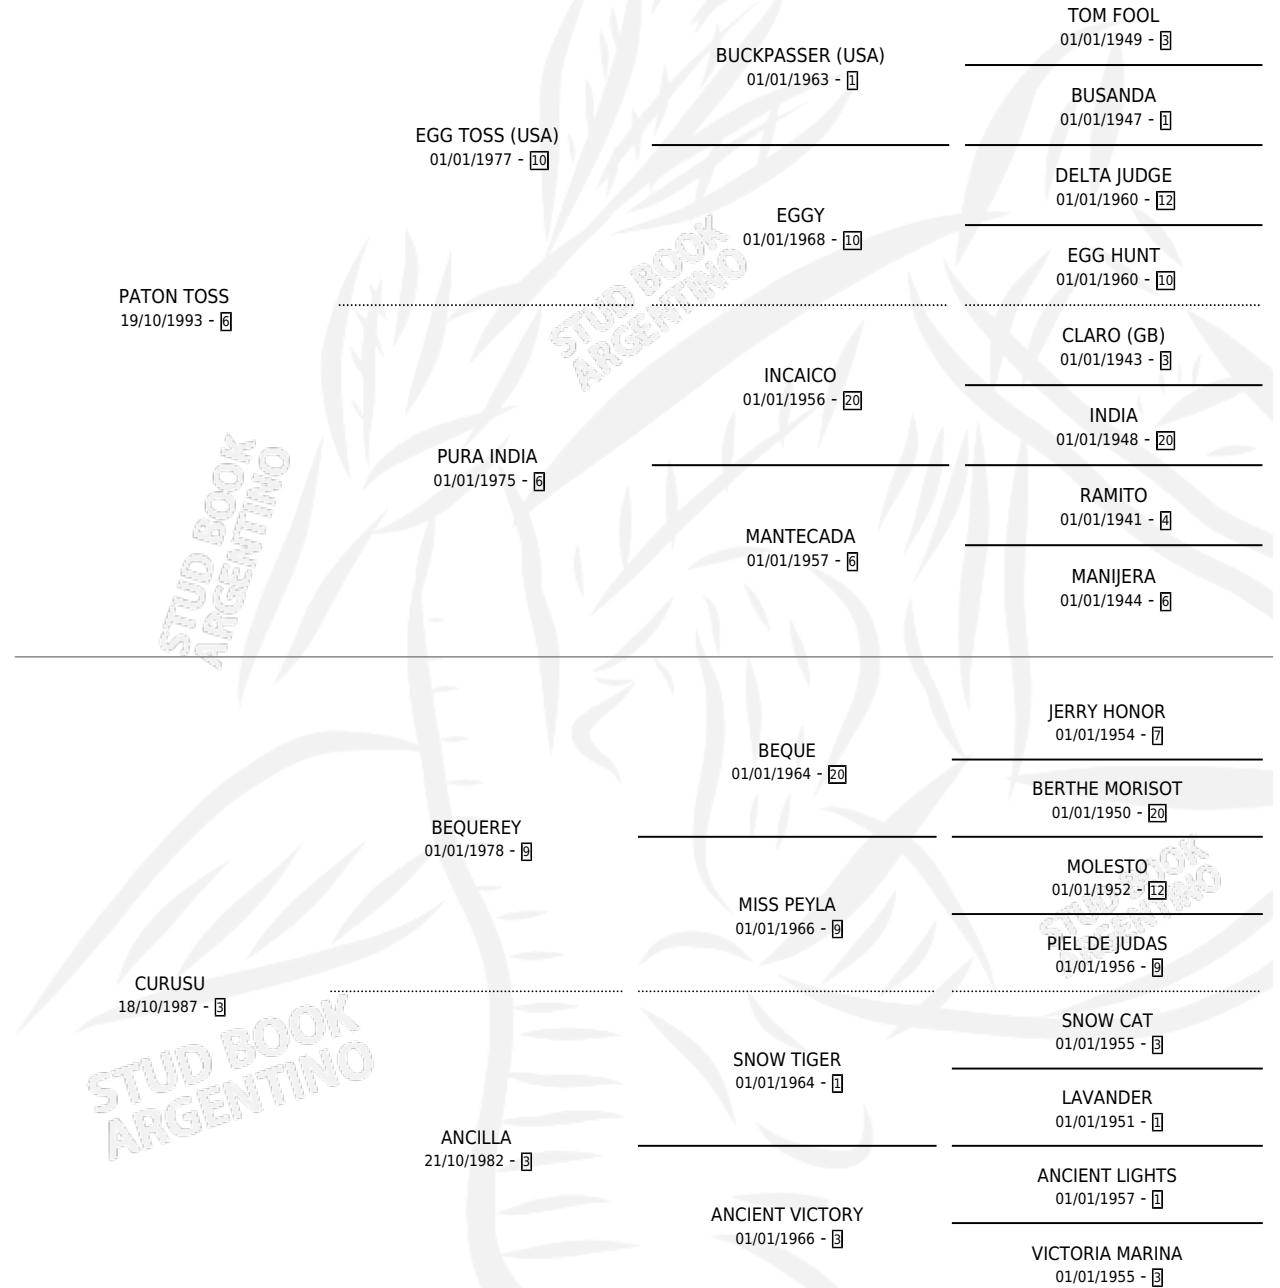 TOM FOOL
01/01/1949 - 3
BUCKPASSER (USA)
01/01/1963 - 1
BUSANDA
01/01/1947 - 1
EGG TOSS (USA)
01/01/1977 - 10
DELTA JUDGE
01/01/1960 - 12
EGGY
01/01/1968 - 10
EGG HUNT
01/01/1960 - 10
PATON TOSS
19/10/1993 - 6
STUD BOOK
ARGENTINO
CLARO (GB)
01/01/1943 - 3
INCAICO
01/01/1956 - 20
INDIA
01/01/1948 - 20
PURA INDIA
01/01/1975 - 6
RAMITO
01/01/1941 - 4
MANTECADA
01/01/1957 - 6
MANIJERA
01/01/1944 - 6
STUD BOOK
ARGENTINO
JERRY HONOR
01/01/1954 - 7
BEQUE
01/01/1964 - 20
BERTHE MORISOT
01/01/1950 - 20
BEQUEREY
01/01/1978 - 9
MOLESTO
01/01/1952 - 12
MISS PEYLA
01/01/1966 - 9
PIEL DE JUDAS
01/01/1956 - 9
STUD BOOK
ARGENTINO
CURUSU
18/10/1987 - 3
SNOW CAT
01/01/1955 - 3
SNOW TIGER
01/01/1964 - 1
LAVANDER
01/01/1951 - 1
STUD BOOK
ARGENTINO
ANCILLA
21/10/1982 - 3
ANCIENT LIGHTS
01/01/1957 - 1
ANCIENT VICTORY
01/01/1966 - 3
VICTORIA MARINA
01/01/1955 - 3